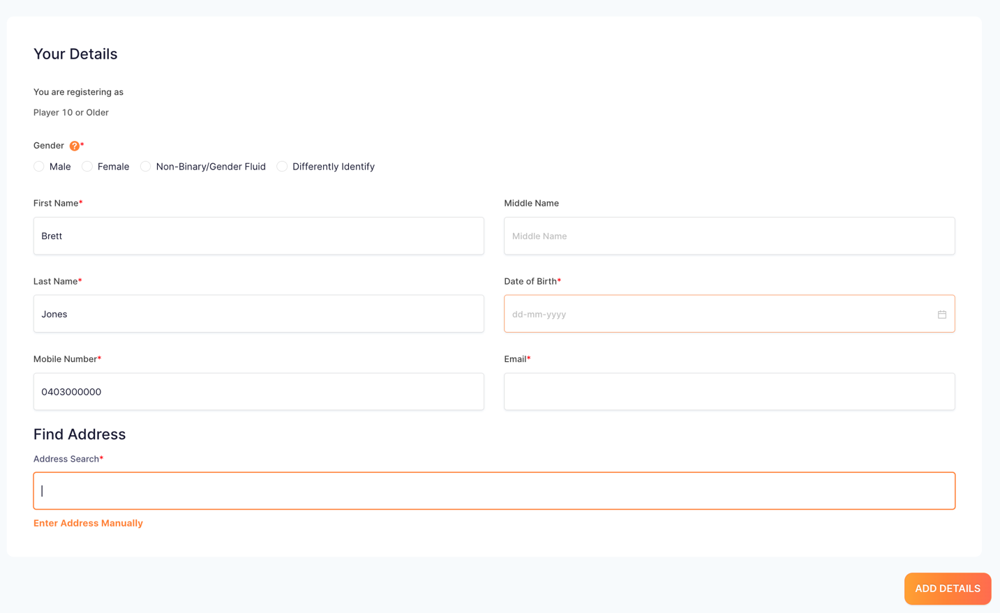 Your Details
You are registering as
Player 10 or Older
Gender ?*
Male Female Non-Binary/Gender Fluid Differently Identify
First Name* Middle Name
Brett Middle Name
Last Name* Date of Birth*
Jones dd-mm-yyyy
Mobile Number* Email*
0403000000
Find Address
Address Search*
Enter Address Manually
ADD DETAILS